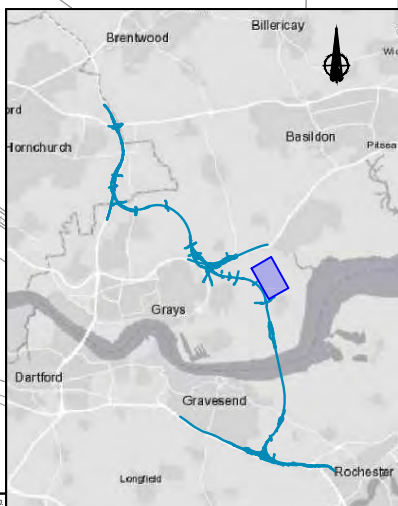 Billericay
Brentwood
Basildon
Pitsea
Hornchurch
Grays
Dartford
Gravesend
Rochester
Longfield